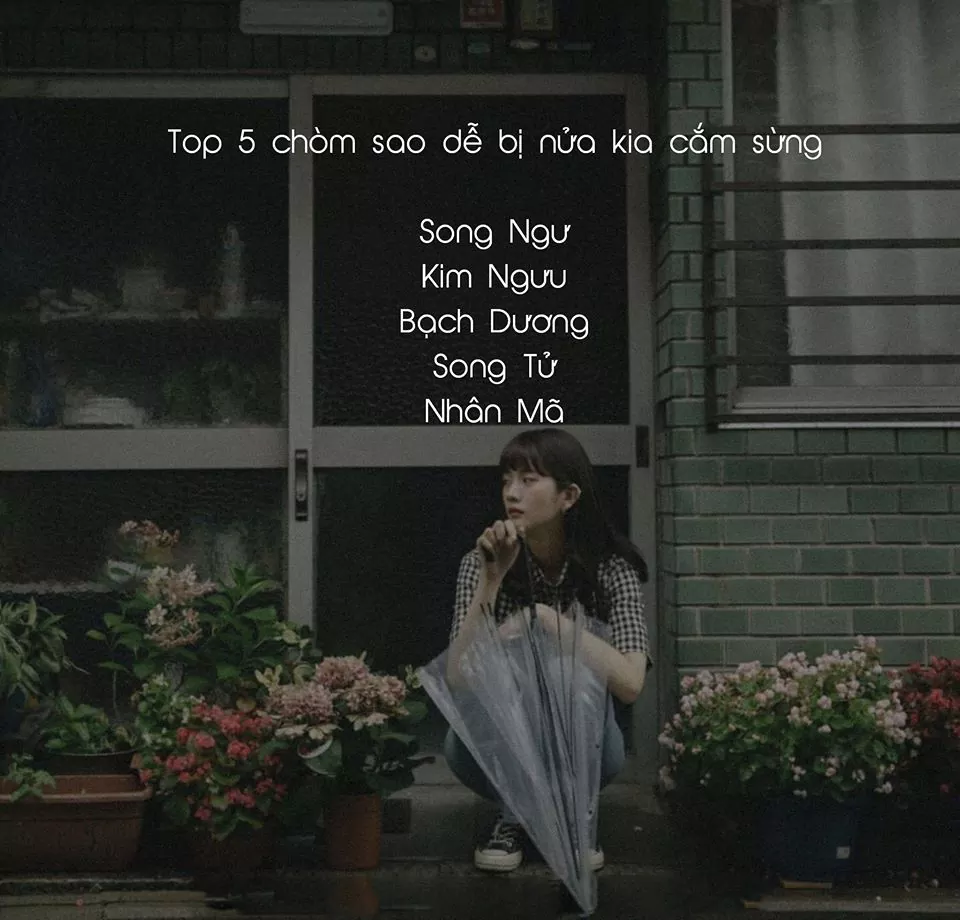 Top 5 chòm sao dễ bị nửa kia cắm sừng
Song Ngư
Kim Ngưu
Bạch Dương
Song Tử
Nhân Mã